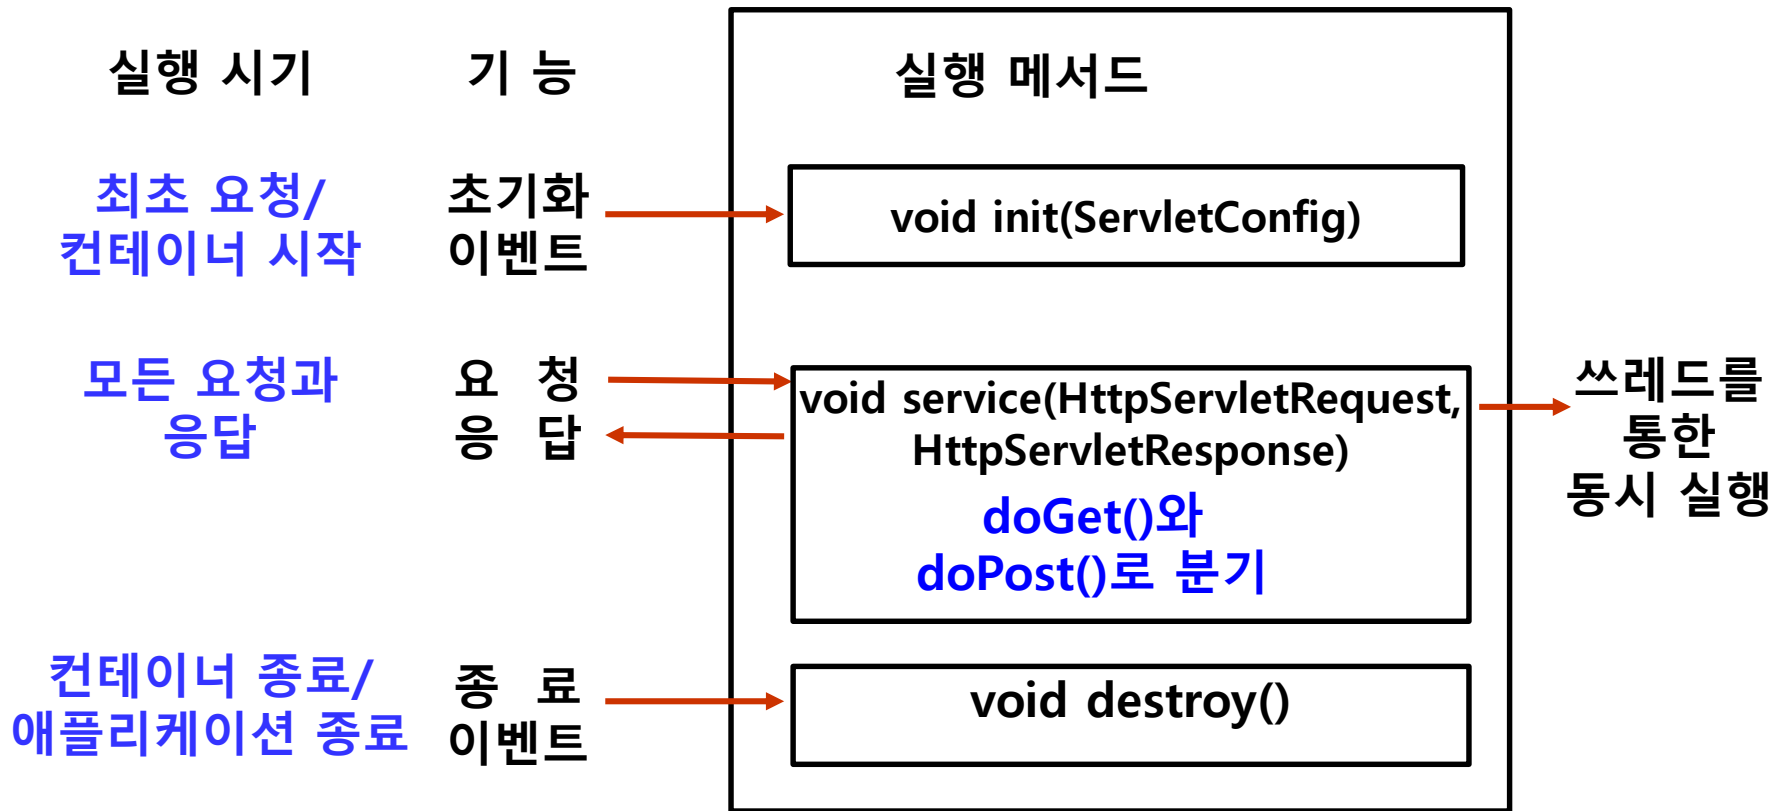 실행 시기 기 능 실행 메서드
최초 요청/
컨테이너 시작
초기화
이벤트
void init(ServletConfig)
모든 요청과
응답
요 청
응 답
void service(HttpServletRequest,
HttpServletResponse)
doGet()와
doPost()로 분기
쓰레드를
통한
동시 실행
컨테이너 종료/
애플리케이션 종료
종 료
이벤트
void destroy()